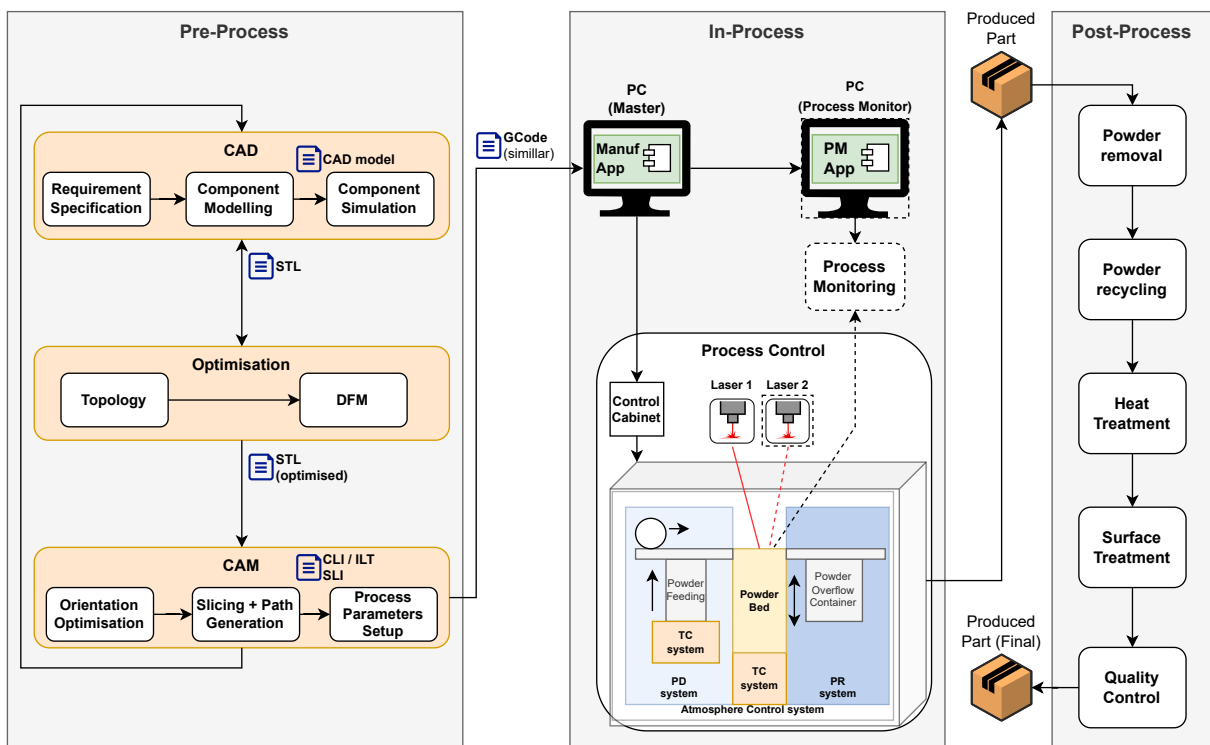 Pre-Process
CAD
CAD model
Requirement
Specification
Component
Modelling
Component
Simulation
STL
Optimisation
Topology
DFM
STL
(optimised)
CAM
CLI / ILT
SLI
Orientation
Optimisation
Slicing + Path
Generation
Process
Parameters
Setup
GCode
(simillar)
In-Process
PC
(Master)
Manuf
App
PC
(Process Monitor)
PM
App
Process
Monitoring
Process Control
Control
Cabinet
Laser 1
Laser 2
Powder
Feeding
Powder
Bed
Powder
Overflow
Container
TC
system
TC
system
PD
system
PR
system
Atmosphere Control system
Produced
Part
Post-Process
Powder
removal
Powder
recycling
Heat
Treatment
Surface
Treatment
Quality
Control
Produced
Part (Final)